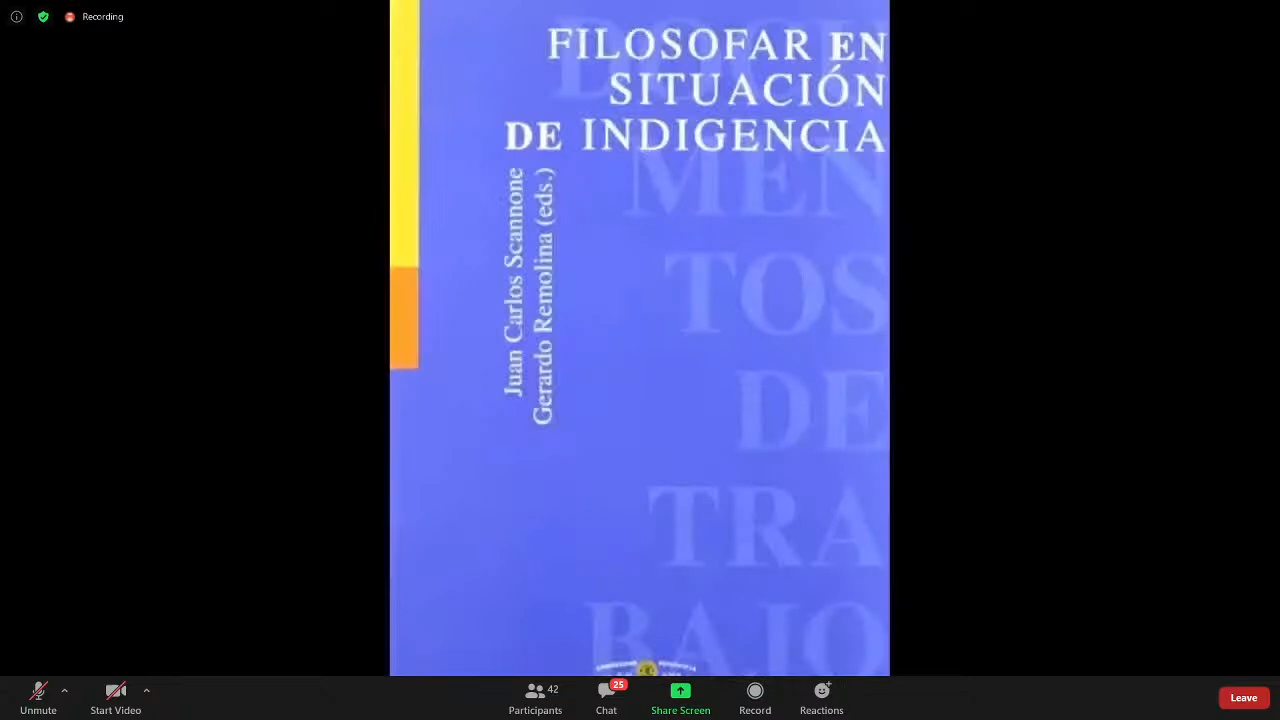 Recording
FILOSOFAR EN
SITUACIÓN
DE INDIGENCIA
Juan Carlos Scannone
Gerardo Remolina (eds.)
DOCU
MEN
TOS
DE
TRA
BAJO
Unmute
Start Video
42
Participants
25
Chat
Share Screen
Record
Reactions
Leave